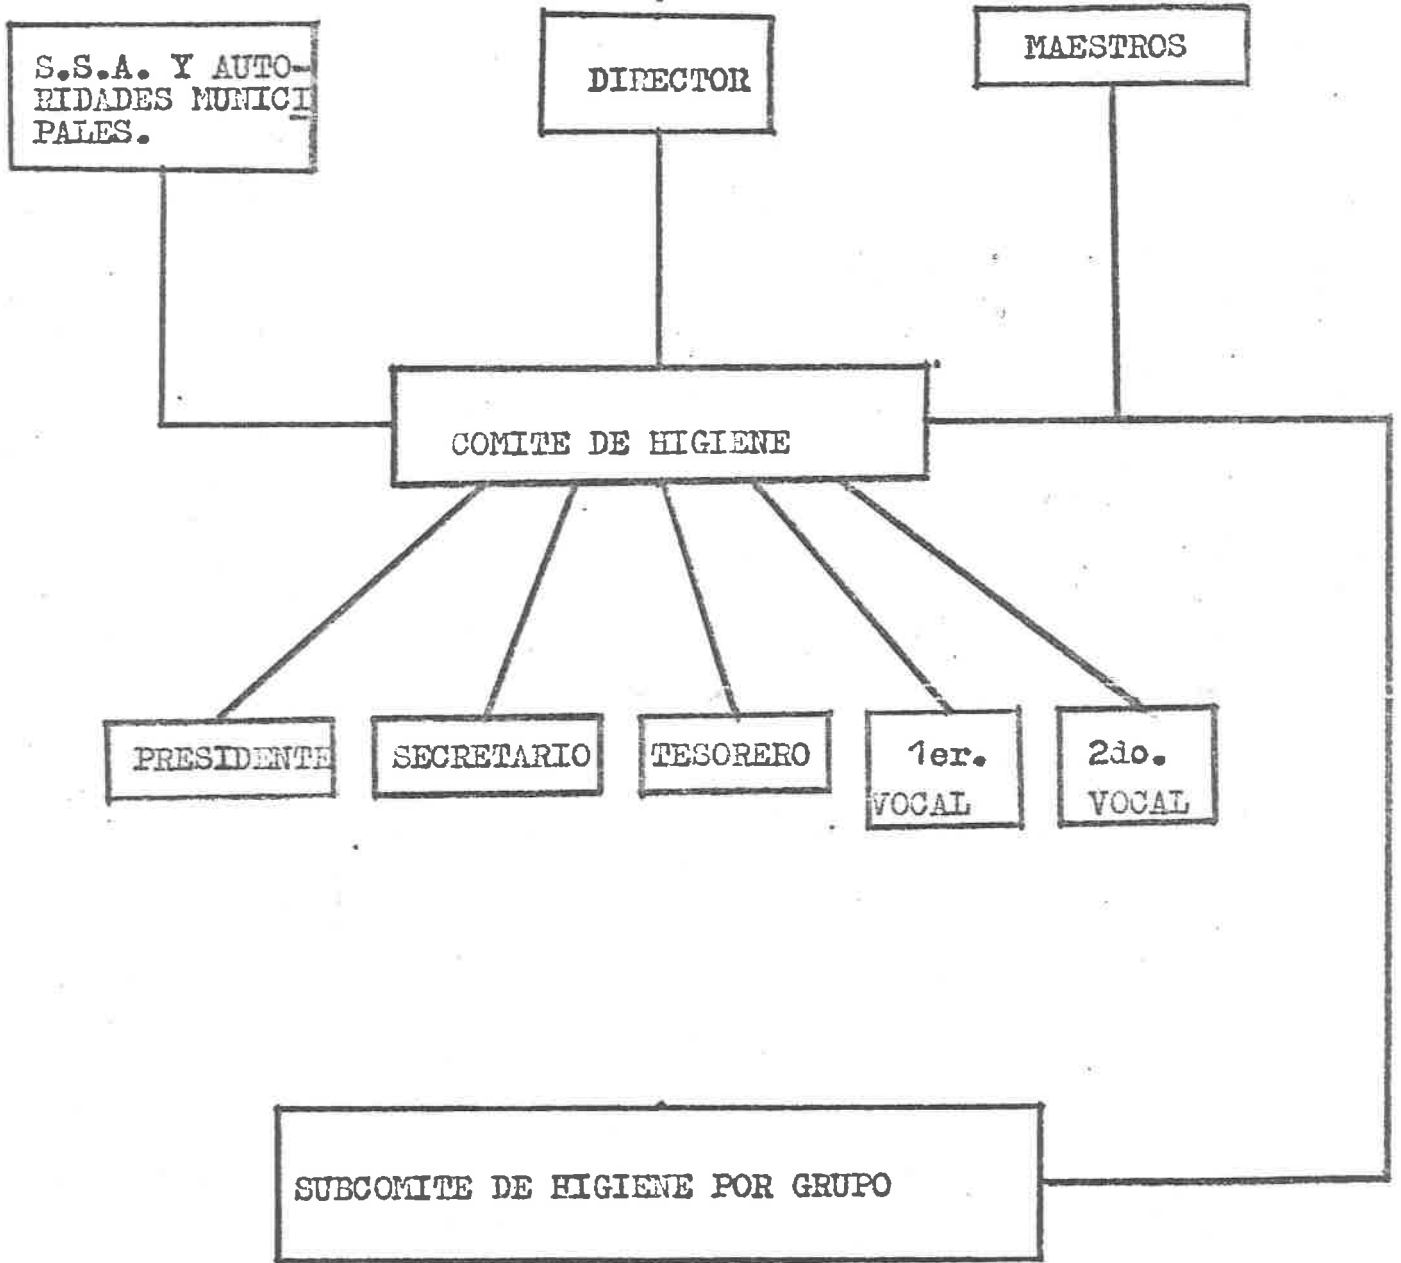 S.S.A. Y AUTO-
RIDADES MUNICI
PALES.
DIRECTOR
MAESTROS
COMITE DE HIGIENE
PRESIDENTE
SECRETARIO
TESORERO
1er.
VOCAL
2do.
VOCAL
SUBCOMITE DE HIGIENE POR GRUPO